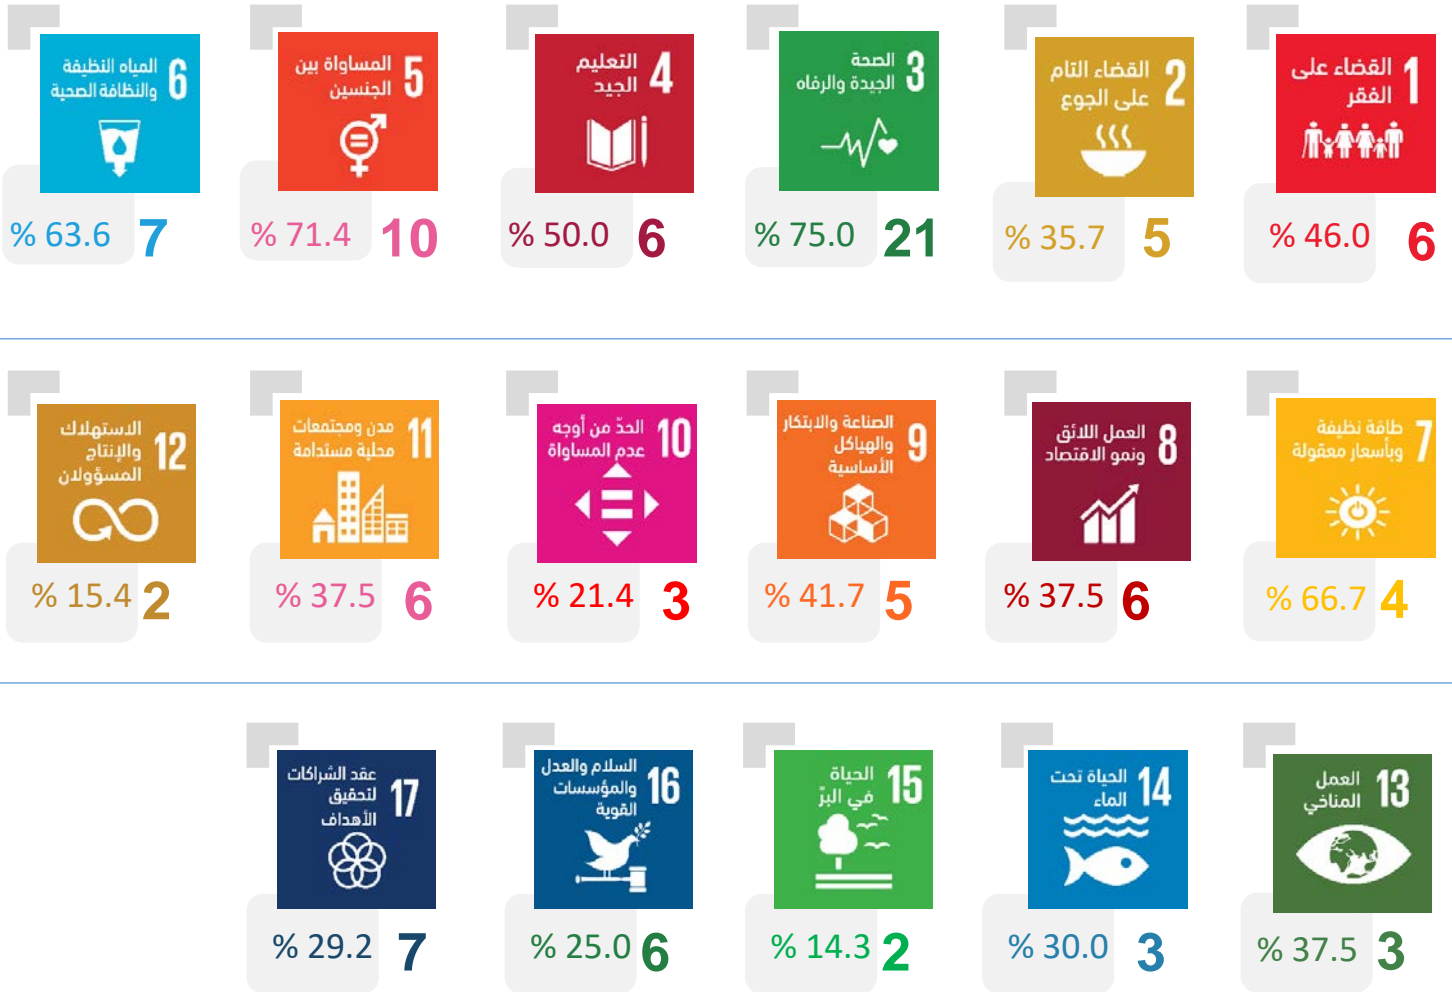 1 القضاء على
الفقر
% 46.0 6
2 القضاء التام
على الجوع
% 35.7 5
3 الصحة
الجيدة والرفاه
% 75.0 21
4 التعليم
الجيد
% 50.0 6
5 المساواة بين
الجنسين
% 71.4 10
6 المياه النظيفة
والنظافة الصحية
% 63.6 7
7 طاقة نظيفة
وبأسعار معقولة
% 66.7 4
8 العمل اللائق
ونمو الاقتصاد
% 37.5 6
9 الصناعة والابتكار
والهياكل
الأساسية
% 41.7 5
10 الحدّ من أوجه
عدم المساواة
% 21.4 3
11 مدن ومجتمعات
محلية مستدامة
% 37.5 6
12 الاستهلاك
والإنتاج
المسؤولان
% 15.4 2
13 العمل
المناخي
% 37.5 3
14 الحياة تحت
الماء
% 30.0 3
15 الحياة
في البرّ
% 14.3 2
16 السلام والعدل
والمؤسسات
القوية
% 25.0 6
17 عقد الشراكات
لتحقيق
الأهداف
% 29.2 7